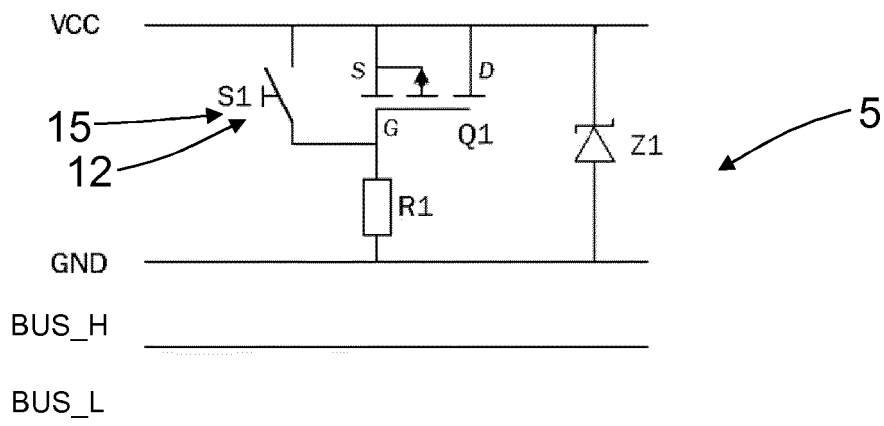 VCC
S D
S1
15
G Q1
5
12
Z1
R1
GND
BUS_H
BUS_L